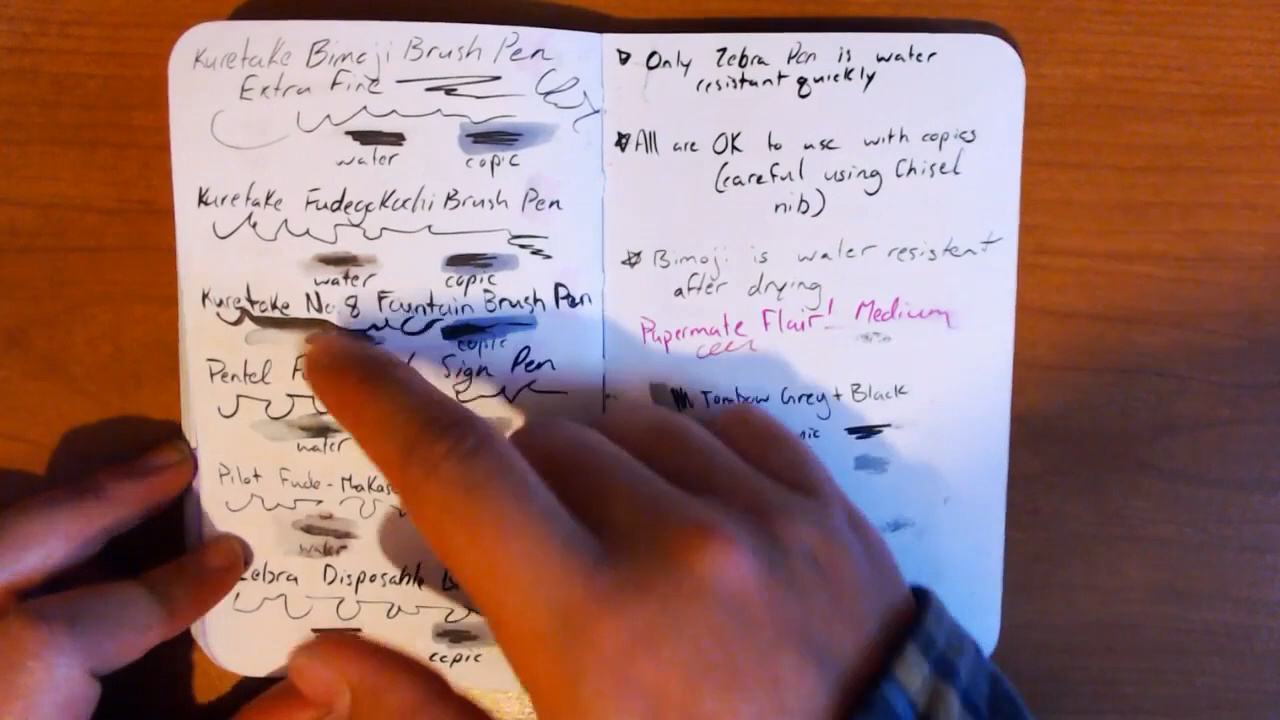 Kuretake Bimoji Brush Pen
Extra Fine
water copic
Kuretake Fudegokochi Brush Pen
water copic
Kuretake No. 8 Fountain Brush Pen
copic
Pentel Sign Pen
water
Pilot Fude-Makase
water
Zebra Disposable
copic
Only Zebra Pen is water
resistant quickly
All are OK to use with copics
(careful using Chisel
nib)
Bimoji is water resistent
after drying
Papermate Flair! Medium
Tombow Grey + Black